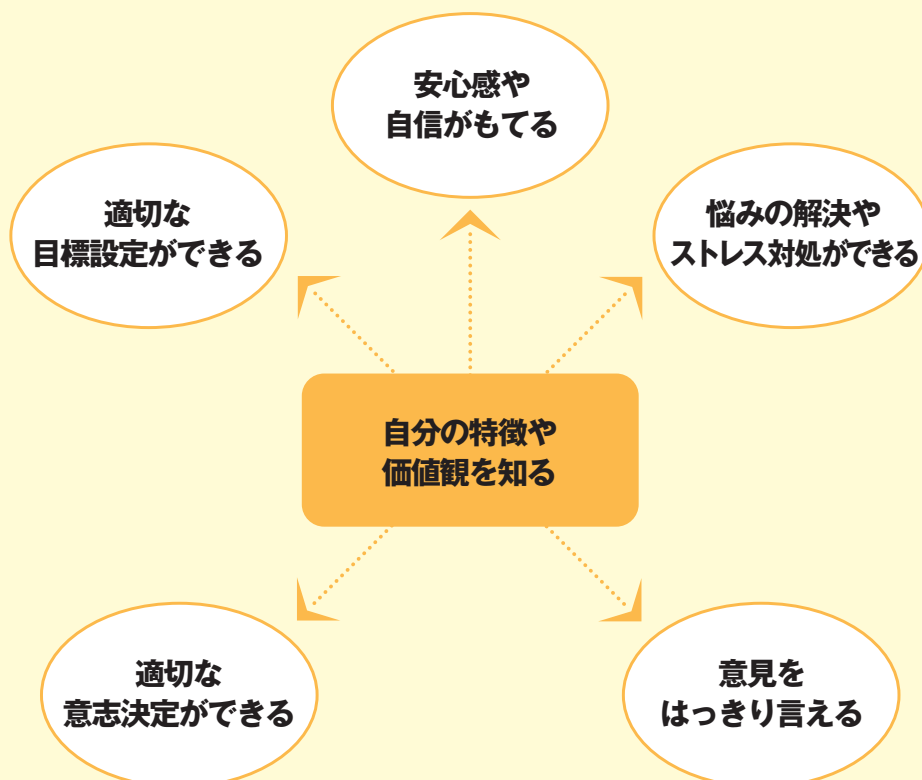 安心感や
自信がもてる
適切な
目標設定ができる
悩みの解決や
ストレス対処ができる
自分の特徴や
価値観を知る
適切な
意志決定ができる
意見を
はっきり言える